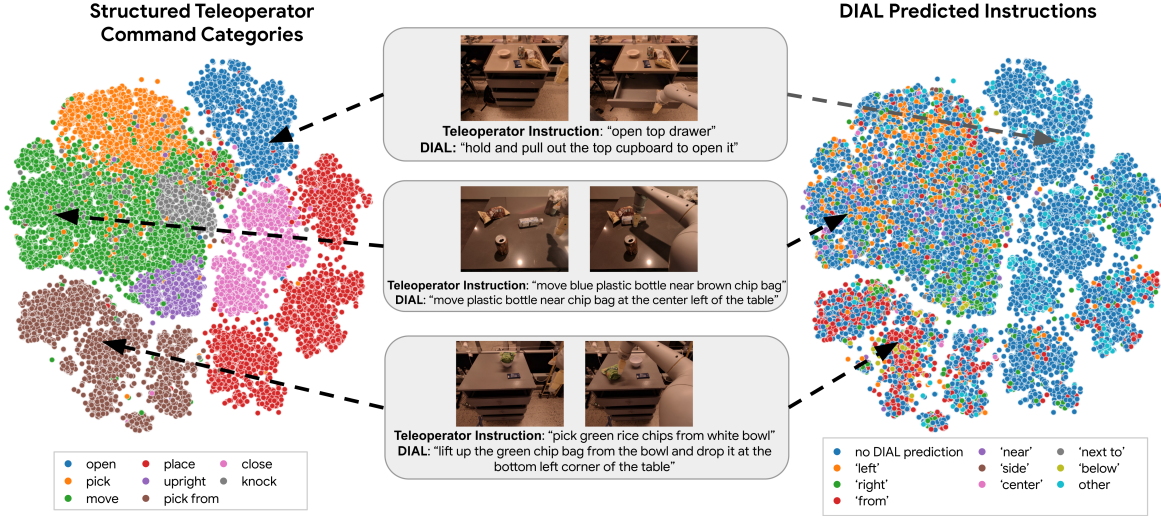 Structured Teleoperator
Command Categories
DIAL Predicted Instructions
Teleoperator Instruction: “open top drawer”
DIAL: “hold and pull out the top cupboard to open it”
Teleoperator Instruction: “move blue plastic bottle near brown chip bag”
DIAL: “move plastic bottle near chip bag at the center left of the table”
Teleoperator Instruction: “pick green rice chips from white bowl”
DIAL: “lift up the green chip bag from the bowl and drop it at the
bottom left corner of the table”
open
place
close
pick
upright
knock
move
pick from
no DIAL prediction
‘near’
‘next to’
‘left’
‘side’
‘below’
‘right’
‘center’
other
‘from’